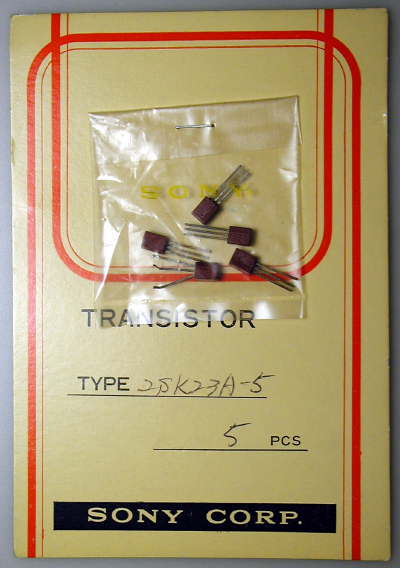 SONY
TRANSISTOR
TYPE 2SK23A-5
5 PCS
SONY CORP.